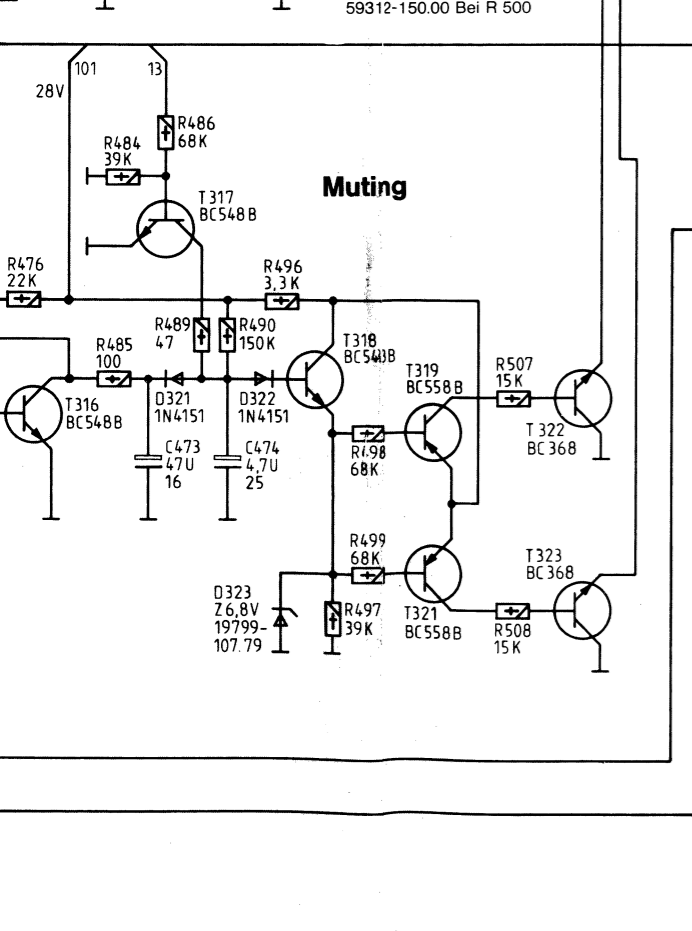 59312-150.00 Bei R 500
101
13
28V
R486
68K
R484
39K
Muting
T317
BC548B
R476
22K
R496
3,3K
R489
47
R490
150K
T318
BC548B
R485
100
T319
BC558B
R507
15K
T316
BC548B
D321
1N4151
D322
1N4151
T322
BC368
C473
47U
16
C474
4,7U
25
R498
68K
R499
68K
T323
BC368
D323
Z6,8V
19799-
107.79
R497
39K
T321
BC558B
R508
15K